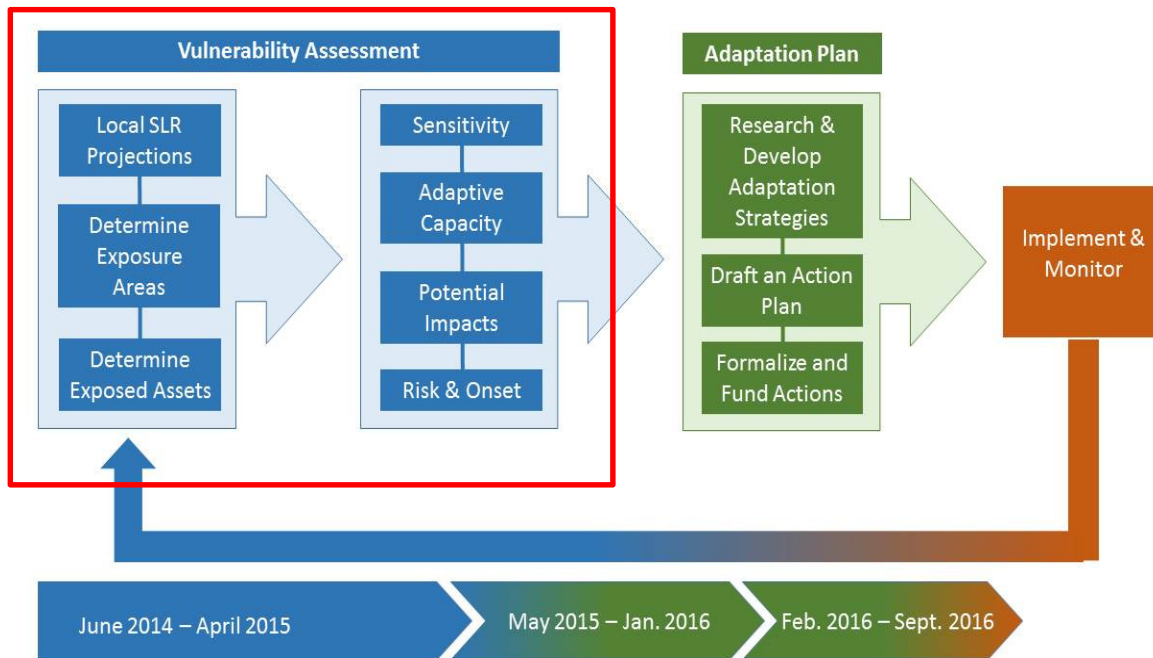 Vulnerability Assessment
Local SLR
Projections
Determine
Exposure
Areas
Determine
Exposed Assets
Sensitivity
Adaptive
Capacity
Potential
Impacts
Risk & Onset
Adaptation Plan
Research &
Develop
Adaptation
Strategies
Draft an Action
Plan
Formalize and
Fund Actions
Implement &
Monitor
June 2014 – April 2015
May 2015 – Jan. 2016
Feb. 2016 – Sept. 2016